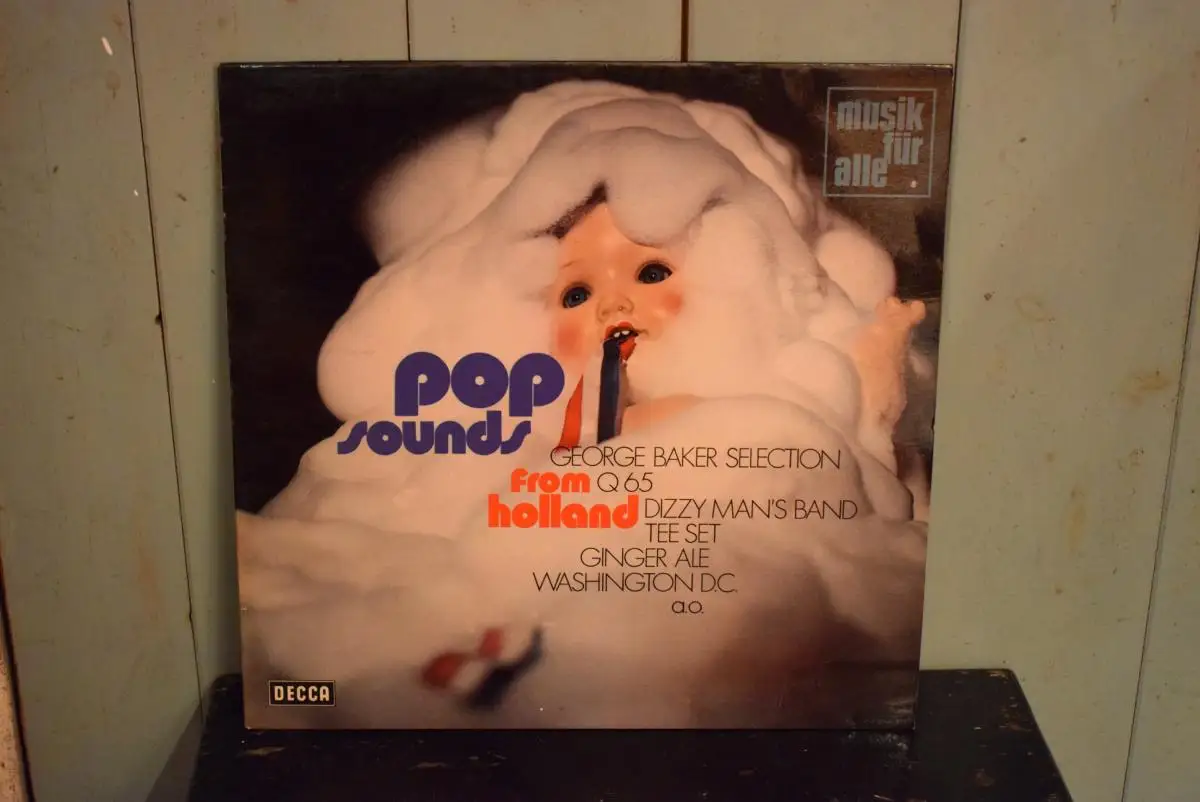 musik
für
alle
pop
sounds
from
holland
GEORGE BAKER SELECTION
Q 65
DIZZY MAN'S BAND
TEE SET
GINGER ALE
WASHINGTON D.C.
a.o.
DECCA